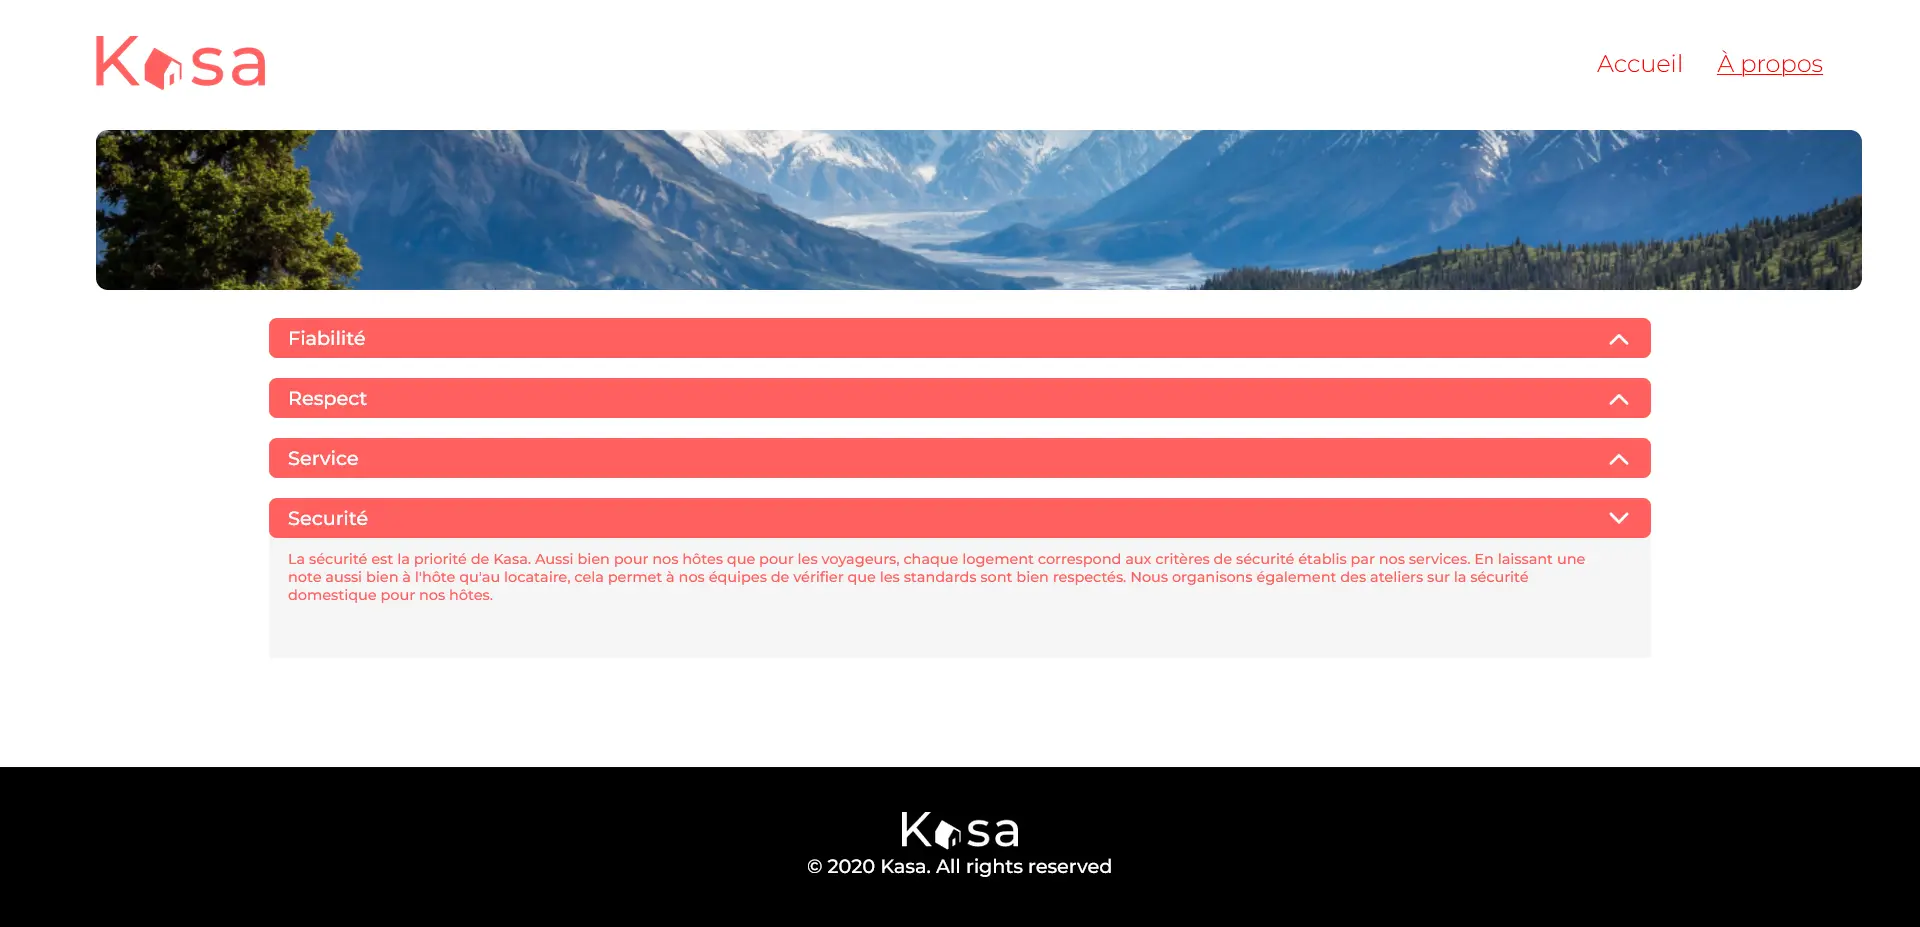 Kasa
Accueil À propos
Fiabilité
Respect
Service
Securité
La sécurité est la priorité de Kasa. Aussi bien pour nos hôtes que pour les voyageurs, chaque logement correspond aux critères de sécurité établis par nos services. En laissant une
note aussi bien à l'hôte qu'au locataire, cela permet à nos équipes de vérifier que les standards sont bien respectés. Nous organisons également des ateliers sur la sécurité
domestique pour nos hôtes.
Kasa
© 2020 Kasa. All rights reserved